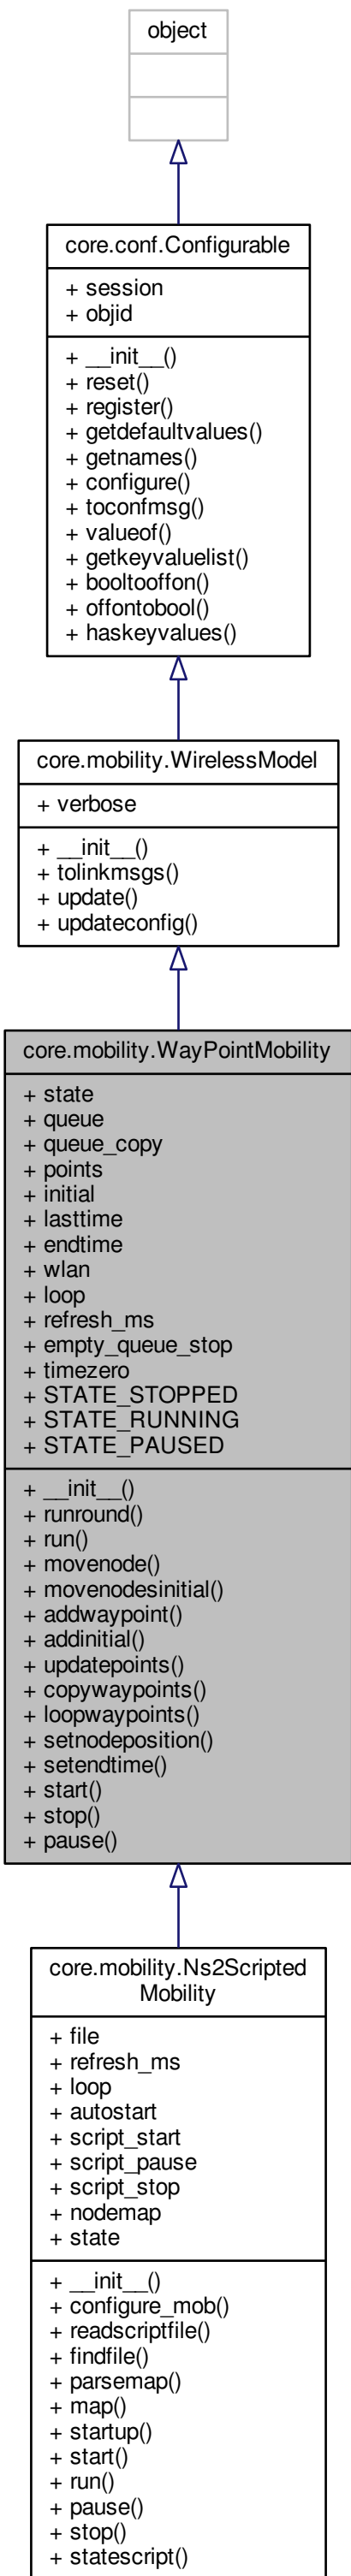 object
core.conf.Configurable
+ session
+ objid
+ __init__()
+ reset()
+ register()
+ getdefaultvalues()
+ getnames()
+ configure()
+ toconfmsg()
+ valueof()
+ getkeyvaluelist()
+ booltooffon()
+ offontobool()
+ haskeyvalues()
core.mobility.WirelessModel
+ verbose
+ __init__()
+ tolinkmsgs()
+ update()
+ updateconfig()
core.mobility.WayPointMobility
+ state
+ queue
+ queue_copy
+ points
+ initial
+ lasttime
+ endtime
+ wlan
+ loop
+ refresh_ms
+ empty_queue_stop
+ timezero
+ STATE_STOPPED
+ STATE_RUNNING
+ STATE_PAUSED
+ __init__()
+ runround()
+ run()
+ movenode()
+ movenodesinitial()
+ addwaypoint()
+ addinitial()
+ updatepoints()
+ copywaypoints()
+ loopwaypoints()
+ setnodeposition()
+ setendtime()
+ start()
+ stop()
+ pause()
core.mobility.Ns2Scripted
Mobility
+ file
+ refresh_ms
+ loop
+ autostart
+ script_start
+ script_pause
+ script_stop
+ nodemap
+ state
+ __init__()
+ configure_mob()
+ readscriptfile()
+ findfile()
+ parsemap()
+ map()
+ startup()
+ start()
+ run()
+ pause()
+ stop()
+ statescript()